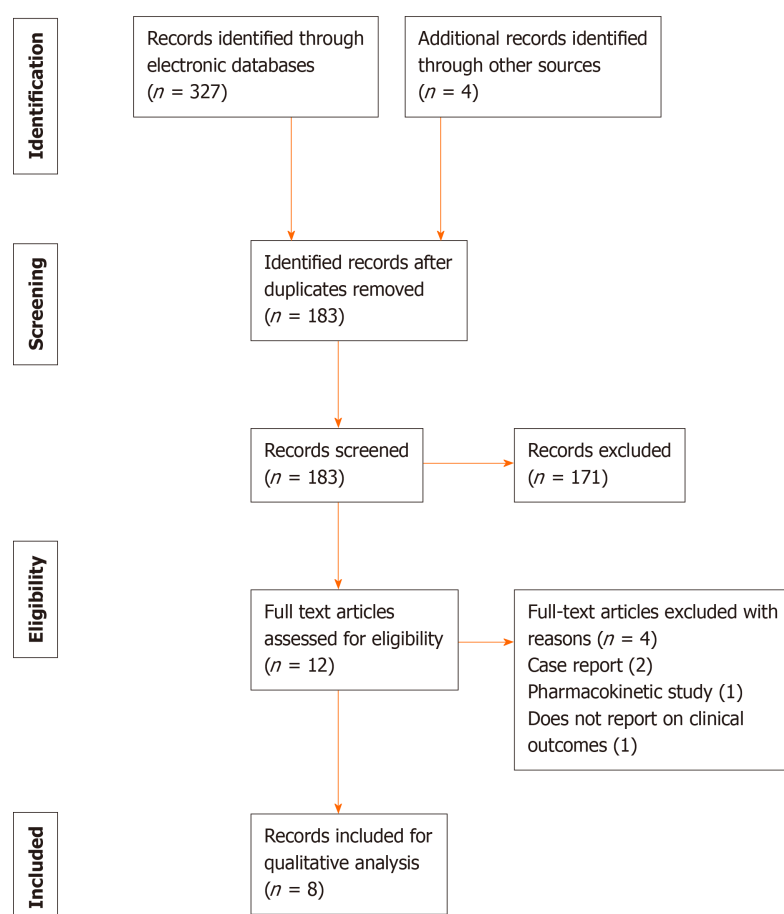 Identification
Records identified through
electronic databases
(n = 327)
Additional records identified
through other sources
(n = 4)
Screening
Identified records after
duplicates removed
(n = 183)
Records screened
(n = 183)
Records excluded
(n = 171)
Eligibility
Full text articles
assessed for eligibility
(n = 12)
Full-text articles excluded with
reasons (n = 4)
Case report (2)
Pharmacokinetic study (1)
Does not report on clinical
outcomes (1)
Included
Records included for
qualitative analysis
(n = 8)